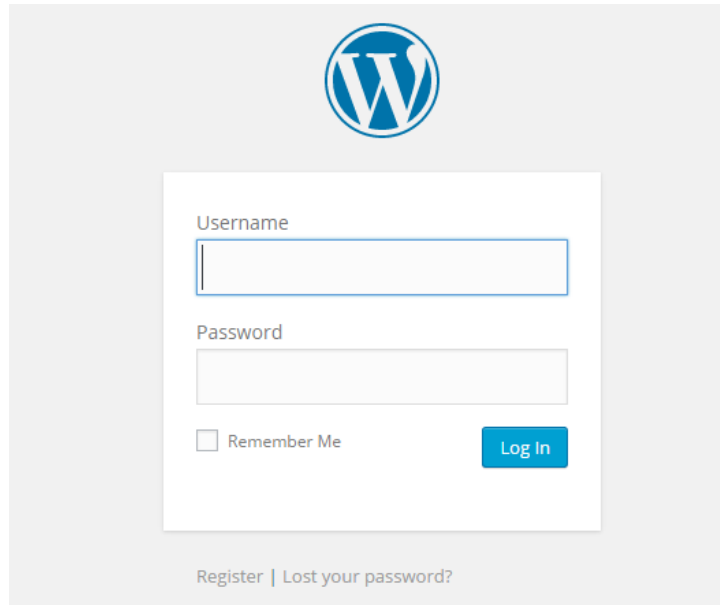 Username
Password
Remember Me
Log In
Register | Lost your password?